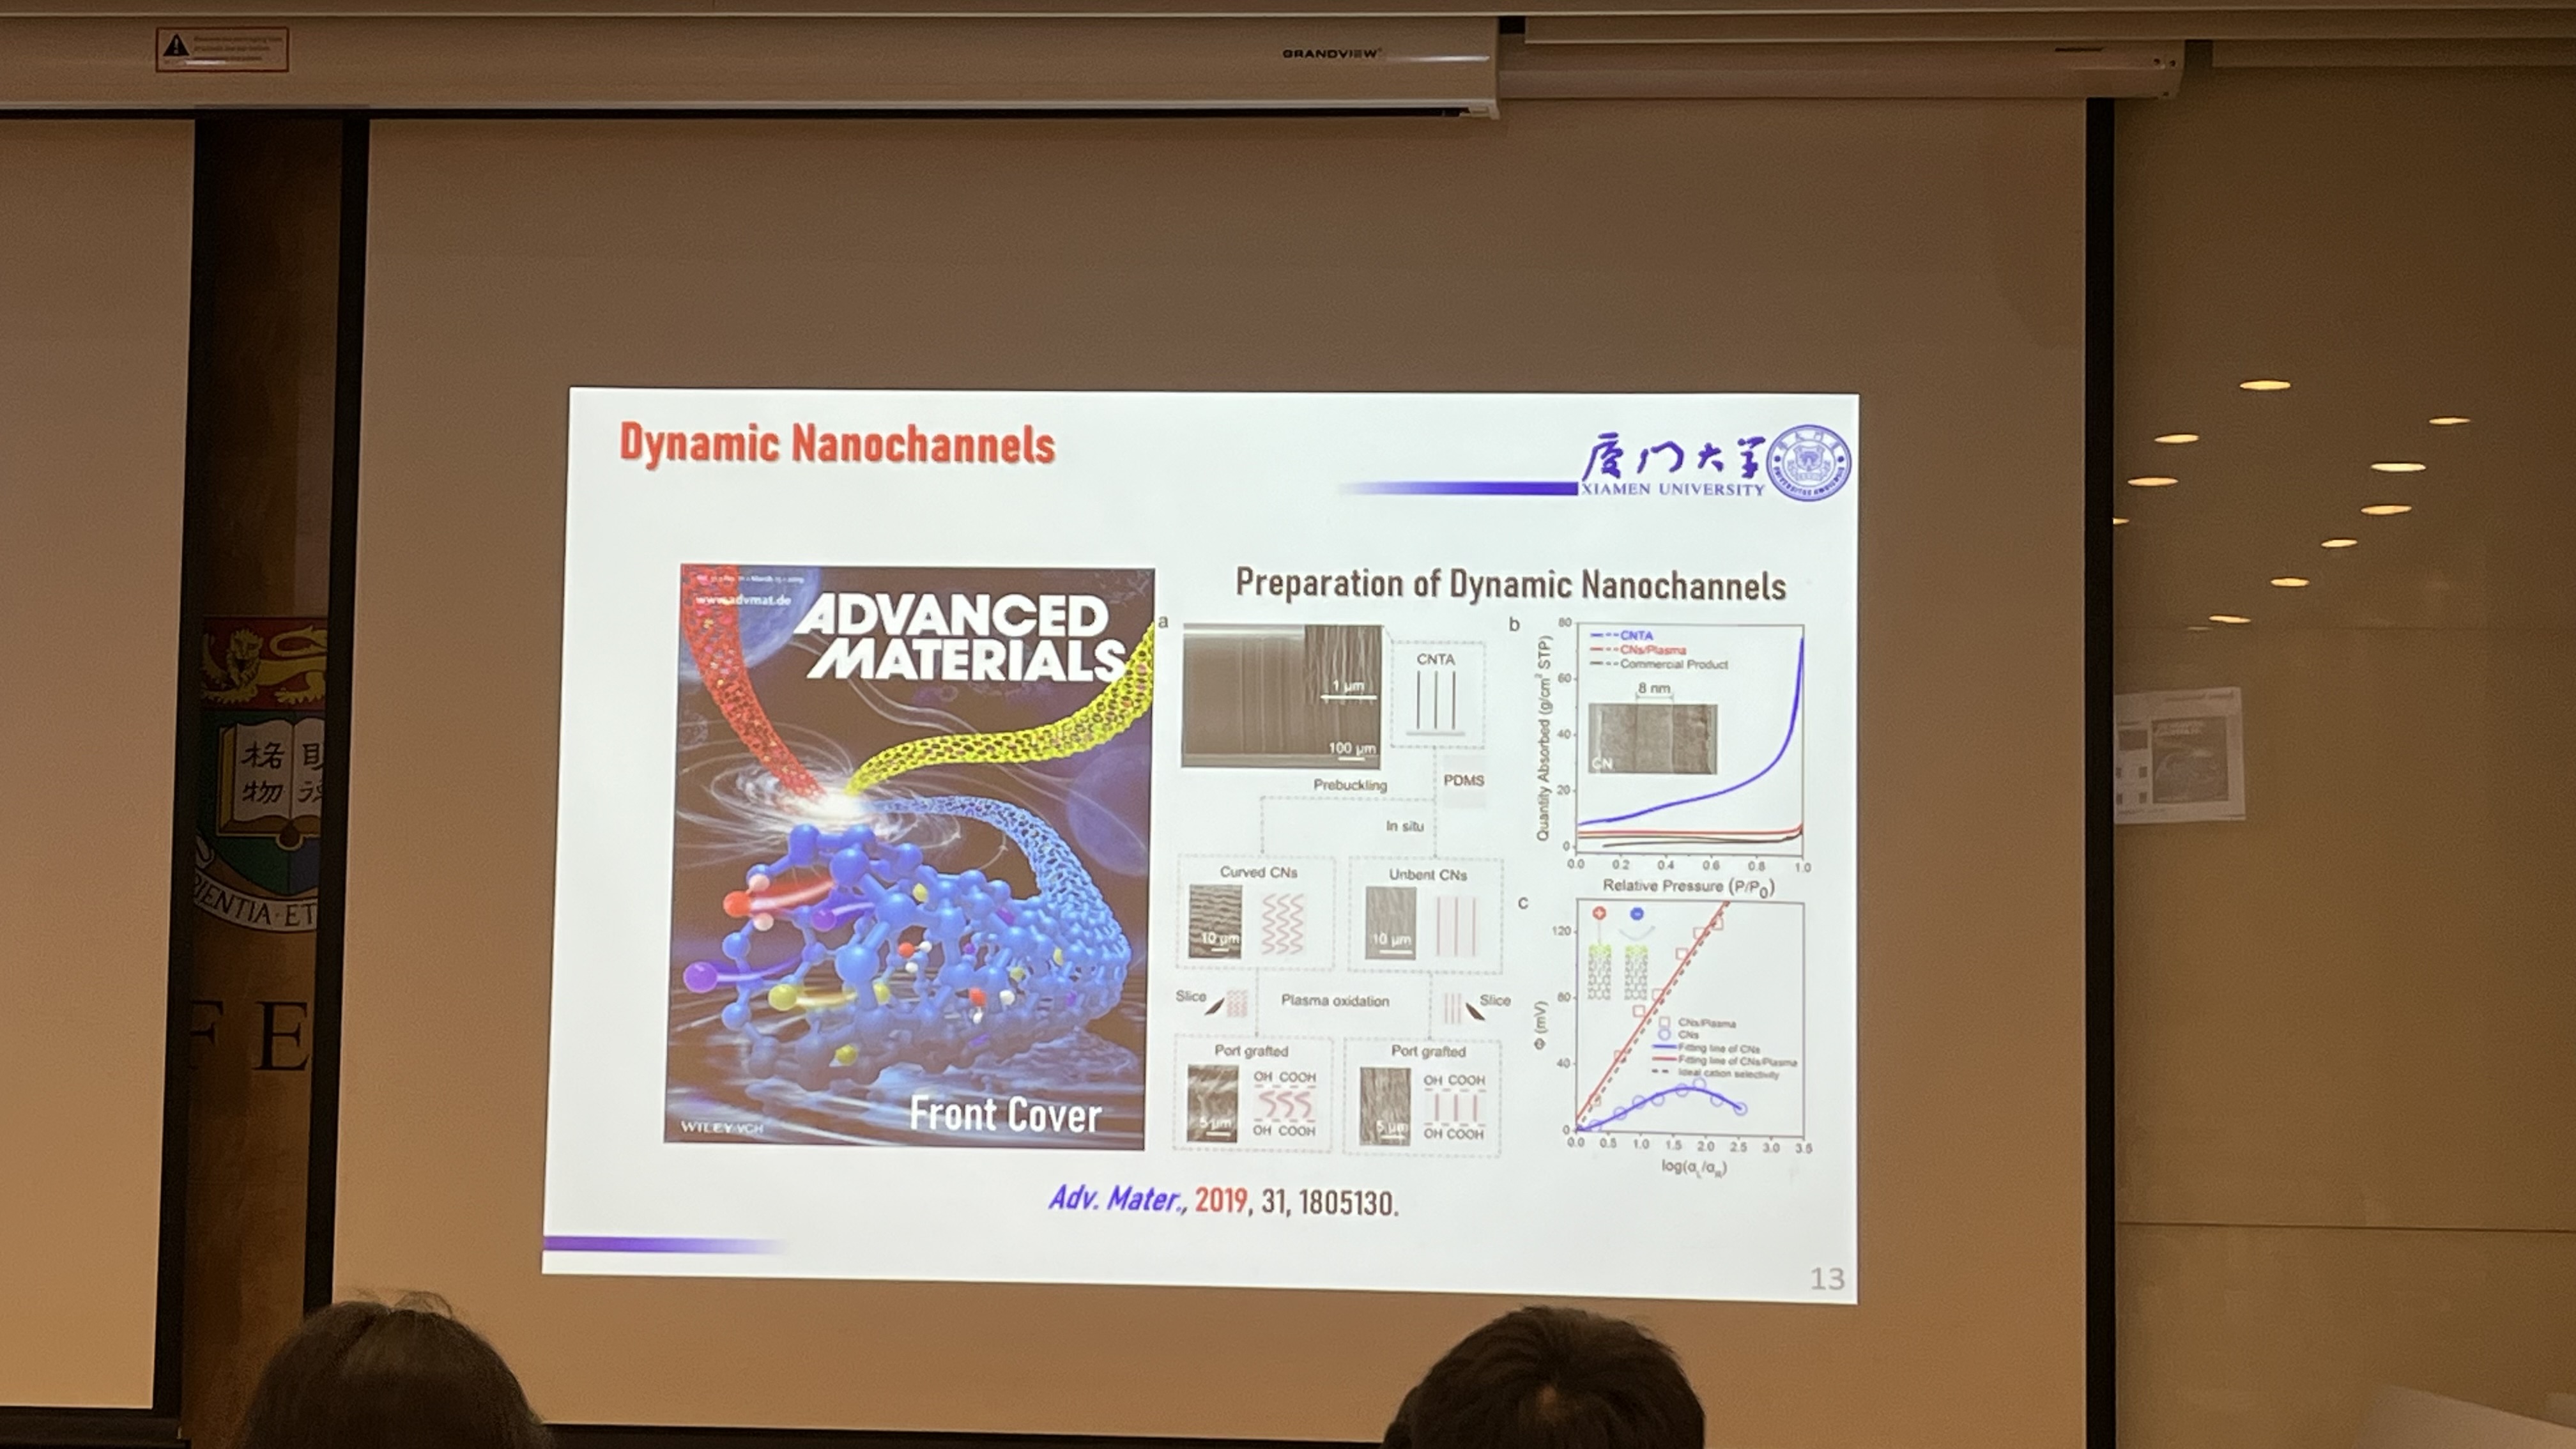 GRANDVIEW
Dynamic Nanochannels
厦门大学
XIAMEN UNIVERSITY
www.advmat.de
ADVANCED
MATERIALS
WILEY-VCH
Front Cover
Preparation of Dynamic Nanochannels
a
1 µm
100 µm
CNTA
Prebuckling
PDMS
In situ
Curved CNs
10 µm
Unbent CNs
10 µm
Slice
Plasma oxidation
Slice
Port grafted
OH COOH
5 µm
OH COOH
Port grafted
OH COOH
5 µm
OH COOH
b
Quantity Absorbed (g/cm² STP)
80
60
40
20
0
CNTA
CNs/Plasma
Commercial Product
8 nm
CN
0.0 0.2 0.4 0.6 0.8 1.0
Relative Pressure (P/P₀)
c
Φ (mV)
120
80
40
0
+ -
CNs/Plasma
CNs
Fitting line of CNs
Fitting line of CNs/Plasma
Ideal cation selectivity
0.0 0.5 1.0 1.5 2.0 2.5 3.0 3.5
Adv. Mater., 2019, 31, 1805130.
13
格
物
ENTIA·ET
F E